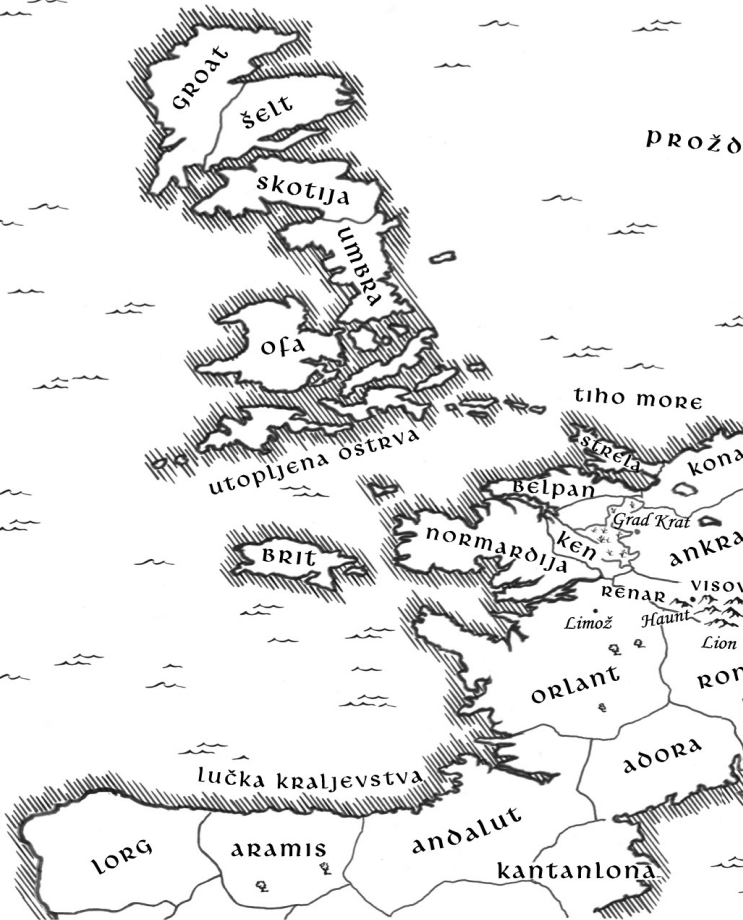 GROAT
ŠELT
PROŽD
SKOTIJA
UMBRA
OFA
TIHO MORE
UTOPLJENA OSTRVA
STRELA
KONA
BELPAN
Grad Krat
NORMARDIJA
KEN
ANKRA
BRIT
VISOV
RENAR
Limož
Haunt
Lion
ORLANT
RON
ADORA
LUČKA KRALJEVSTVA
LORG
ARAMIS
ANDALUT
KANTANLONA